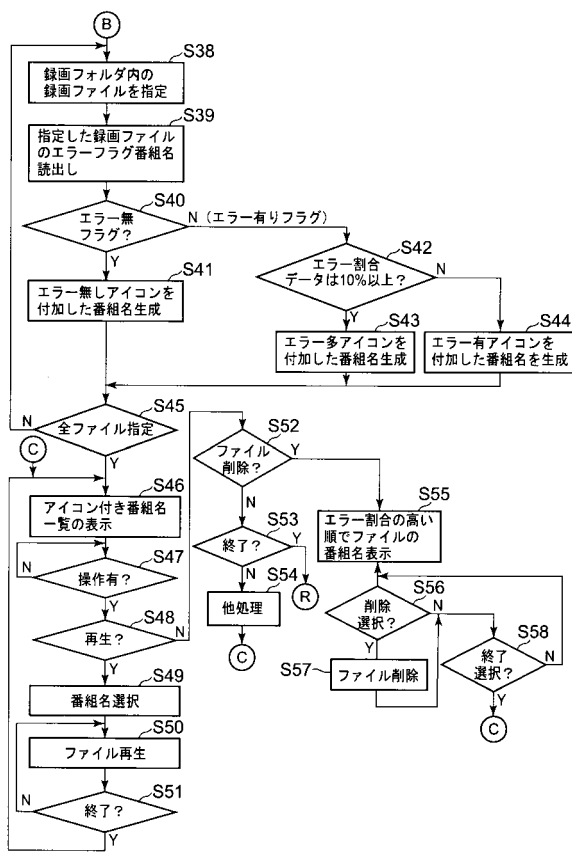 B
S38
録画フォルダ内の
録画ファイルを指定
S39
指定した録画ファイル
のエラーフラグ番組名
読出し
S40
エラー無
フラグ?
N (エラー有りフラグ)
Y
S41
エラー無しアイコンを
付加した番組名生成
S42
エラー割合
データは10%以上?
N
Y
S43
エラー多アイコンを
付加した番組名生成
S44
エラー有アイコンを
付加した番組名を生成
S45
全ファイル指定
N
Y
C
S46
アイコン付き番組名
一覧の表示
S47
操作有?
N
Y
S48
再生?
N
Y
S49
番組名選択
S50
ファイル再生
S51
終了?
N
Y
S52
ファイル
削除?
Y
N
S53
終了?
Y
N
R
S54
他処理
C
S55
エラー割合の高い
順でファイルの
番組名表示
S56
削除
選択?
N
Y
S57
ファイル削除
S58
終了
選択?
N
Y
C